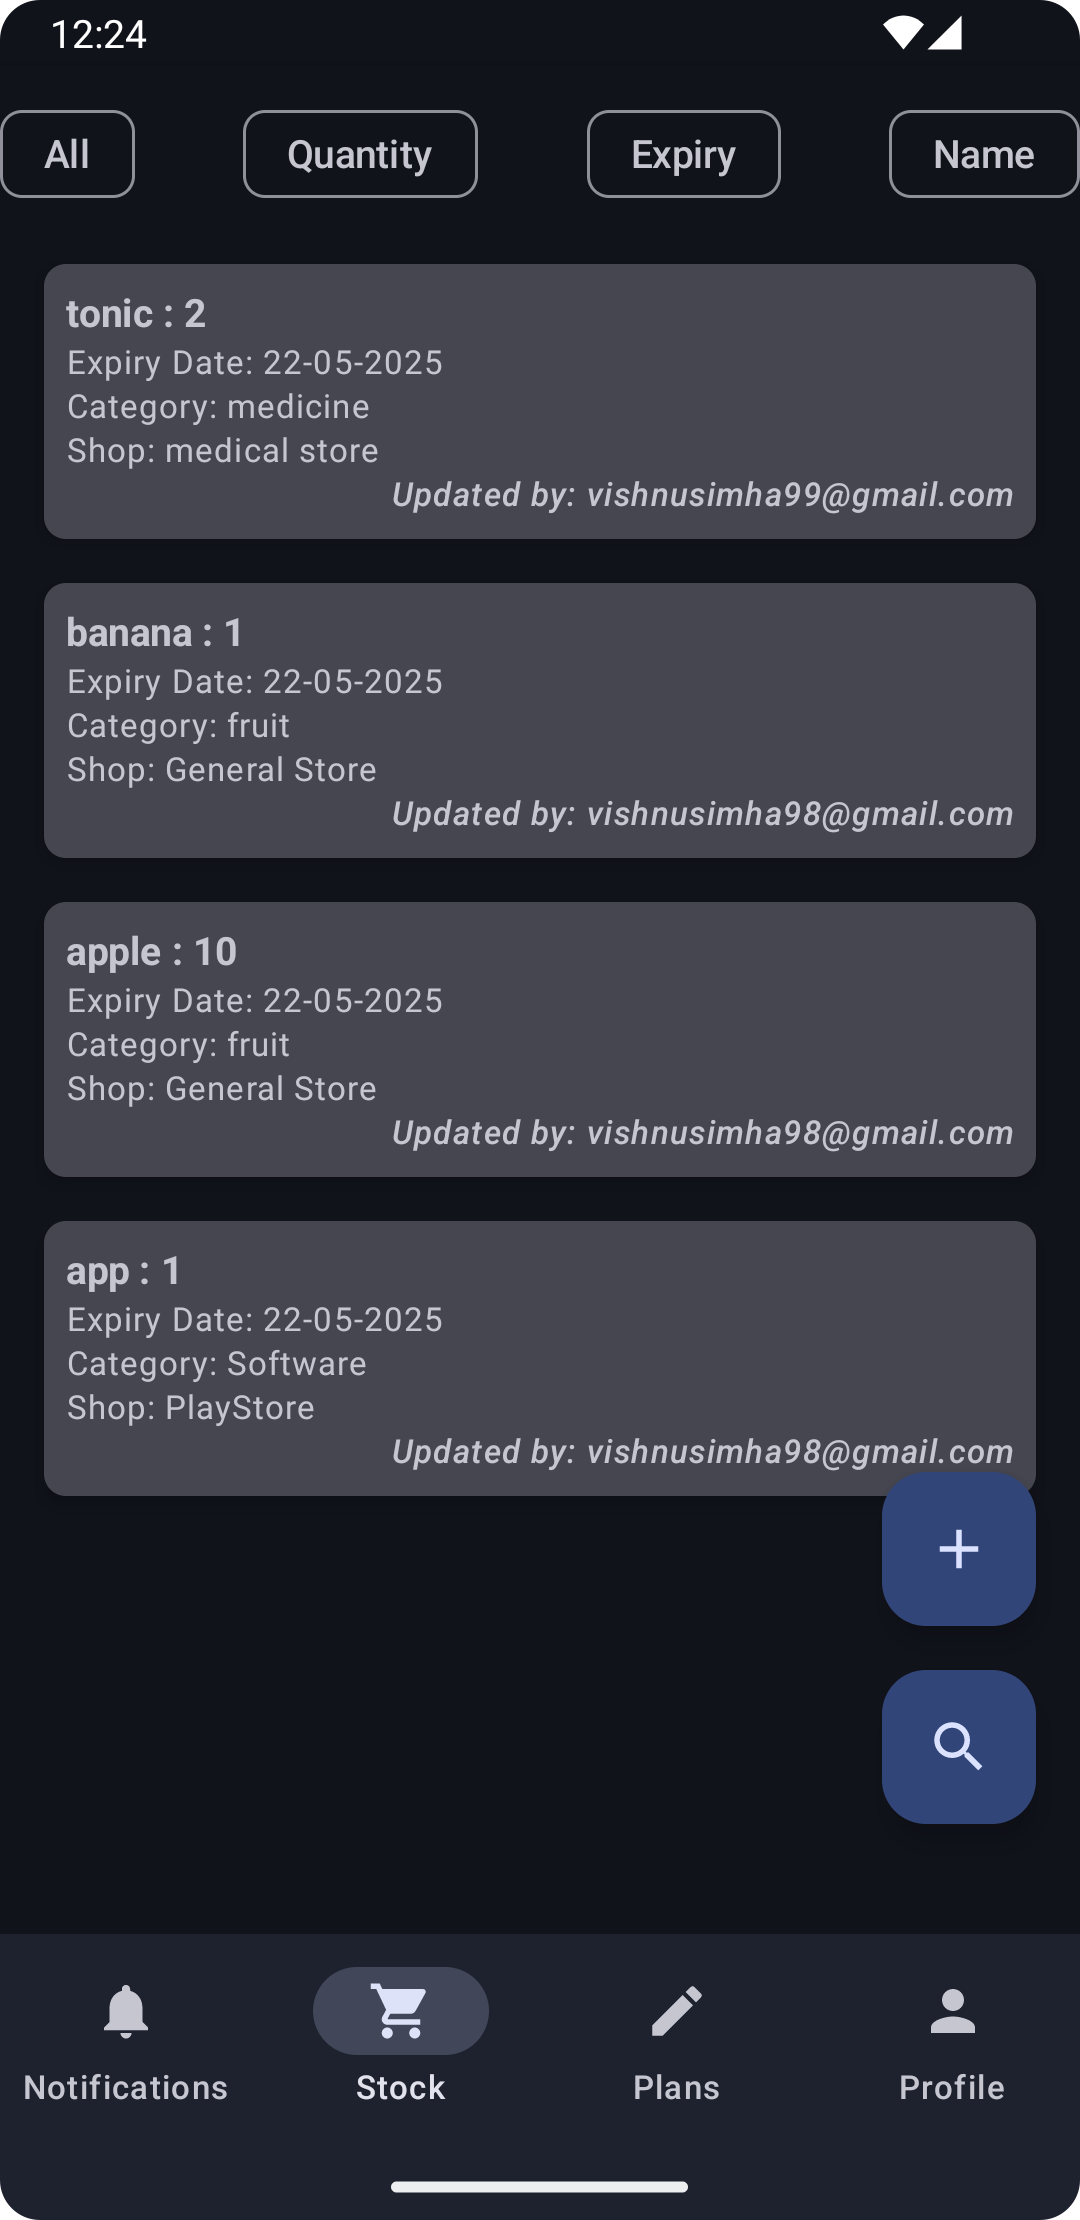 12:24
All Quantity Expiry Name
tonic : 2
Expiry Date: 22-05-2025
Category: medicine
Shop: medical store
Updated by: vishnusimha99@gmail.com
banana : 1
Expiry Date: 22-05-2025
Category: fruit
Shop: General Store
Updated by: vishnusimha98@gmail.com
apple : 10
Expiry Date: 22-05-2025
Category: fruit
Shop: General Store
Updated by: vishnusimha98@gmail.com
app : 1
Expiry Date: 22-05-2025
Category: Software
Shop: PlayStore
Updated by: vishnusimha98@gmail.com
Notifications Stock Plans Profile